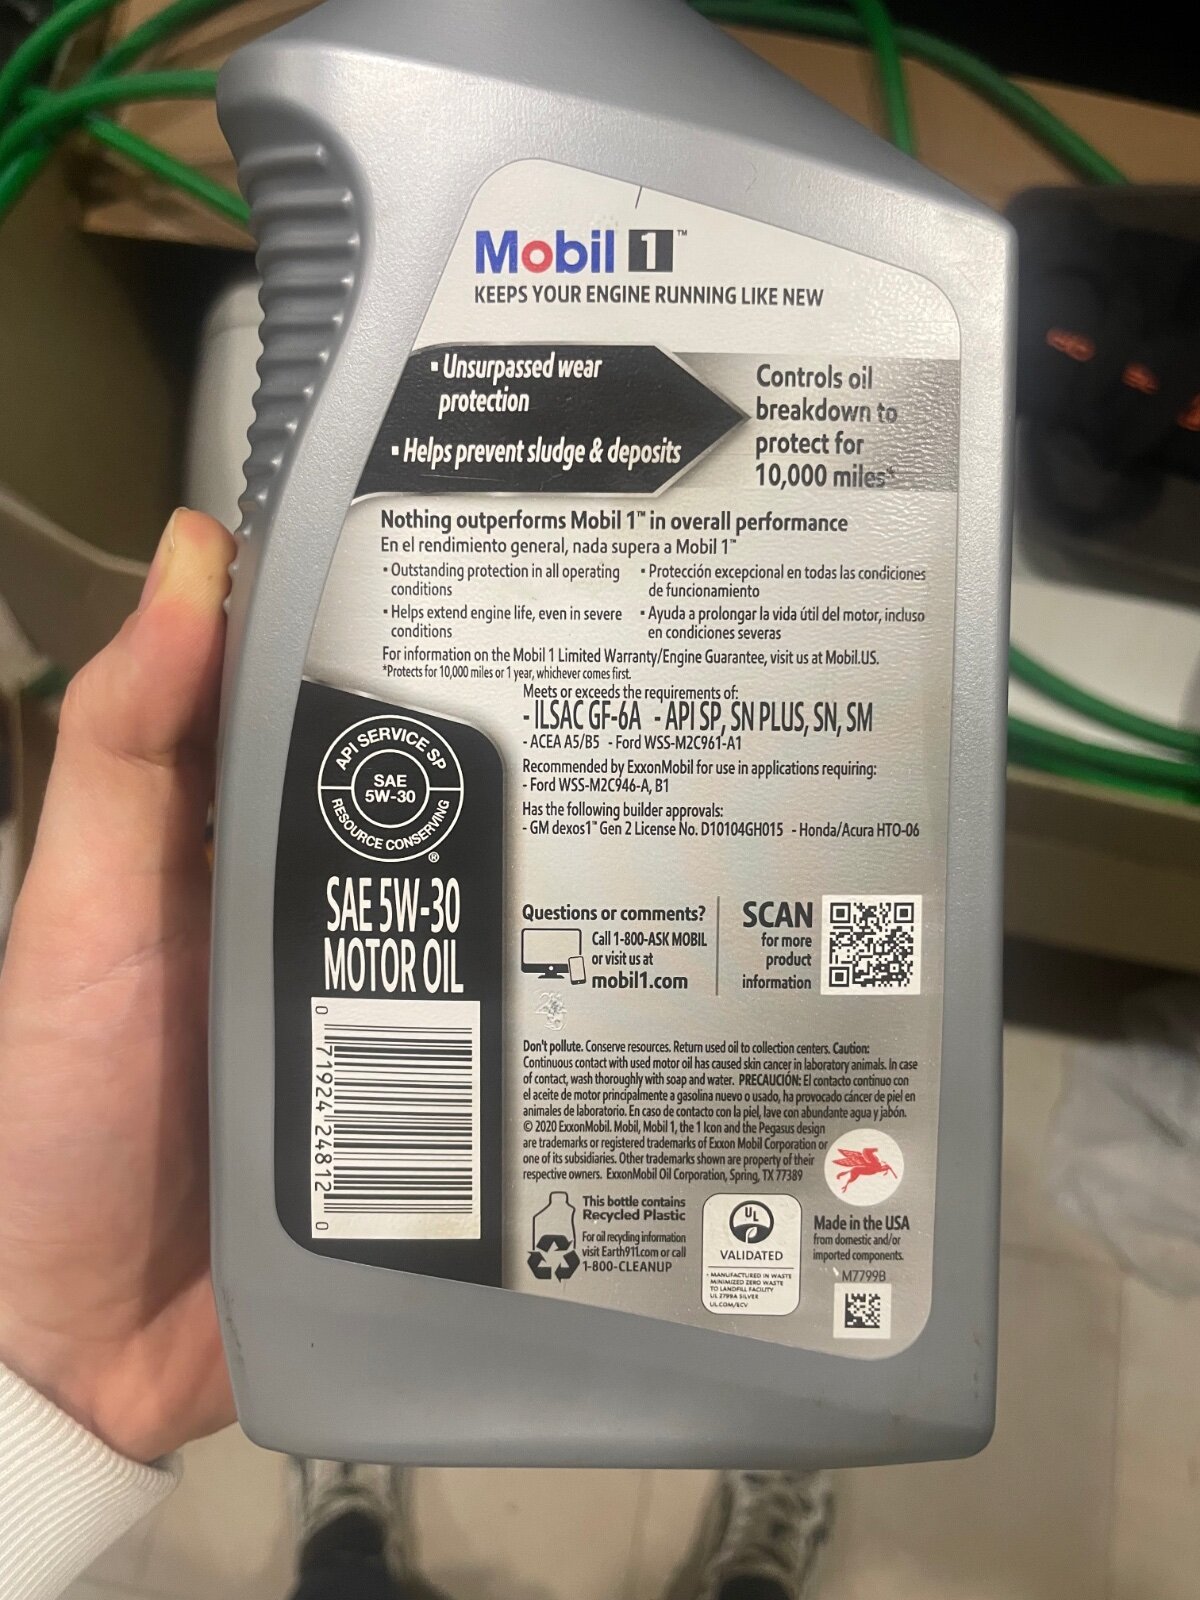 Mobil 1™
KEEPS YOUR ENGINE RUNNING LIKE NEW
▪ Unsurpassed wear
protection
▪ Helps prevent sludge & deposits
Controls oil
breakdown to
protect for
10,000 miles*
Nothing outperforms Mobil 1™ in overall performance
En el rendimiento general, nada supera a Mobil 1™
▪ Outstanding protection in all operating
conditions
▪ Helps extend engine life, even in severe
conditions
▪ Protección excepcional en todas las condiciones
de funcionamiento
▪ Ayuda a prolongar la vida útil del motor, incluso
en condiciones severas
For information on the Mobil 1 Limited Warranty/Engine Guarantee, visit us at Mobil.US.
*Protects for 10,000 miles or 1 year, whichever comes first.
Meets or exceeds the requirements of:
- ILSAC GF-6A - API SP, SN PLUS, SN, SM
- ACEA A5/B5 - Ford WSS-M2C961-A1
Recommended by ExxonMobil for use in applications requiring:
- Ford WSS-M2C946-A, B1
Has the following builder approvals:
- GM dexos1™ Gen 2 License No. D10104GH015 - Honda/Acura HTO-06
API SERVICE SP
SAE
5W-30
RESOURCE CONSERVING
®
SAE 5W-30
MOTOR OIL
0 71924 24812 0
Questions or comments?
Call 1-800-ASK MOBIL
or visit us at
mobil1.com
SCAN
for more
product
information
Don't pollute. Conserve resources. Return used oil to collection centers. Caution:
Continuous contact with used motor oil has caused skin cancer in laboratory animals. In case
of contact, wash thoroughly with soap and water. PRECAUCIÓN: El contacto continuo con
el aceite de motor principalmente a gasolina nuevo o usado, ha provocado cáncer de piel en
animales de laboratorio. En caso de contacto con la piel, lave con abundante agua y jabón.
© 2020 ExxonMobil. Mobil, Mobil 1, the 1 Icon and the Pegasus design
are trademarks or registered trademarks of Exxon Mobil Corporation or
one of its subsidiaries. Other trademarks shown are property of their
respective owners. ExxonMobil Oil Corporation, Spring, TX 77389
This bottle contains
Recycled Plastic
For oil recycling information
visit Earth911.com or call
1-800-CLEANUP
UL
VALIDATED
- MANUFACTURED IN WASTE
MINIMIZED ZERO WASTE
TO LANDFILL FACILITY
UL 2799A SILVER
UL.COM/ECV
Made in the USA
from domestic and/or
imported components.
M7799B